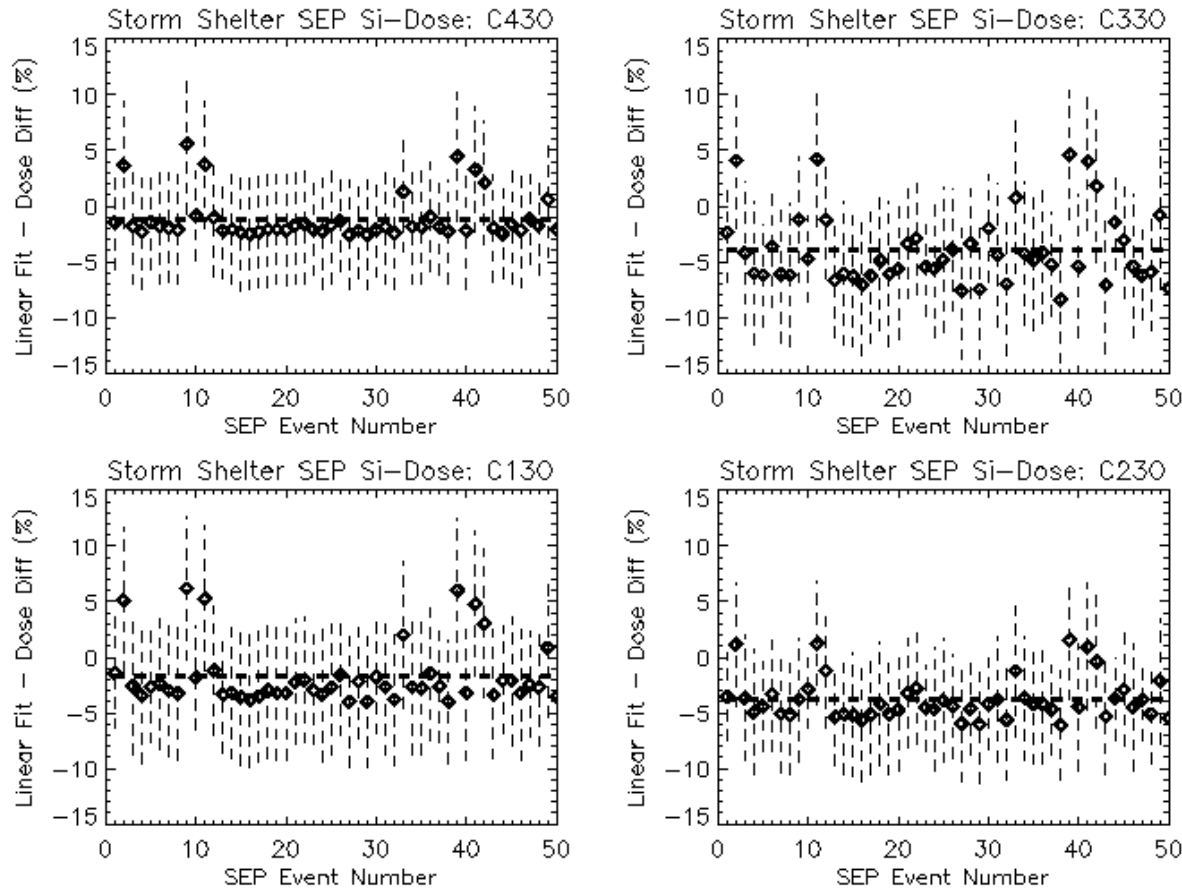 Storm Shelter SEP Si-Dose: C430
Linear Fit - Dose Diff (%)
15
10
5
0
-5
-10
-15
0 10 20 30 40 50
SEP Event Number
Storm Shelter SEP Si-Dose: C330
Linear Fit - Dose Diff (%)
15
10
5
0
-5
-10
-15
0 10 20 30 40 50
SEP Event Number
Storm Shelter SEP Si-Dose: C130
Linear Fit - Dose Diff (%)
15
10
5
0
-5
-10
-15
0 10 20 30 40 50
SEP Event Number
Storm Shelter SEP Si-Dose: C230
Linear Fit - Dose Diff (%)
15
10
5
0
-5
-10
-15
0 10 20 30 40 50
SEP Event Number